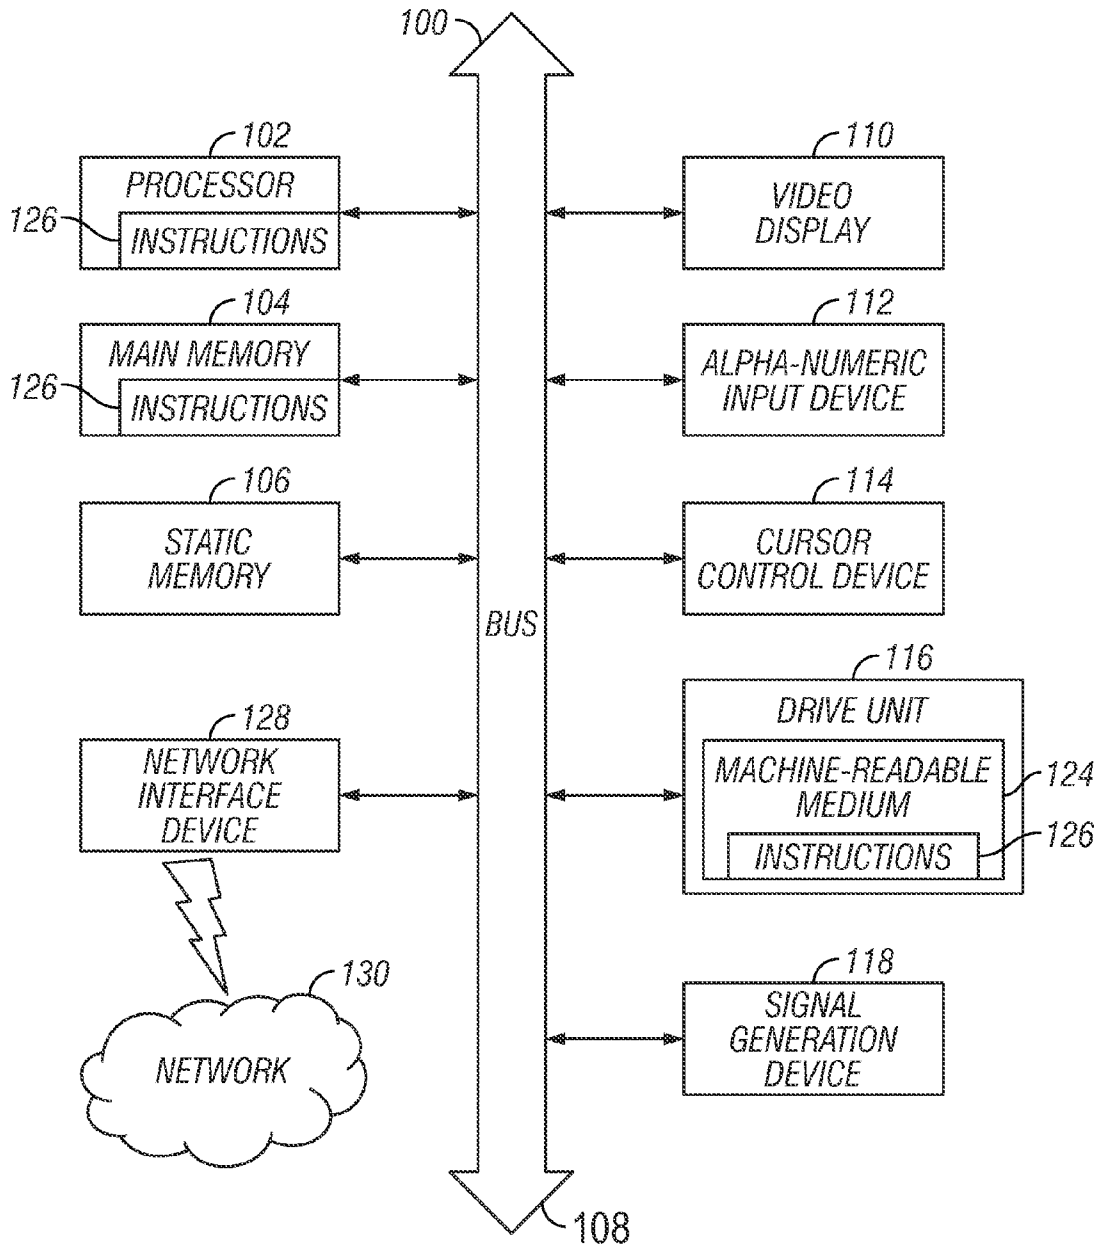 100
102
PROCESSOR
126
INSTRUCTIONS
104
MAIN MEMORY
126
INSTRUCTIONS
106
STATIC
MEMORY
128
NETWORK
INTERFACE
DEVICE
130
NETWORK
BUS
108
110
VIDEO
DISPLAY
112
ALPHA-NUMERIC
INPUT DEVICE
114
CURSOR
CONTROL DEVICE
116
DRIVE UNIT
MACHINE-READABLE
MEDIUM
124
INSTRUCTIONS
126
118
SIGNAL
GENERATION
DEVICE